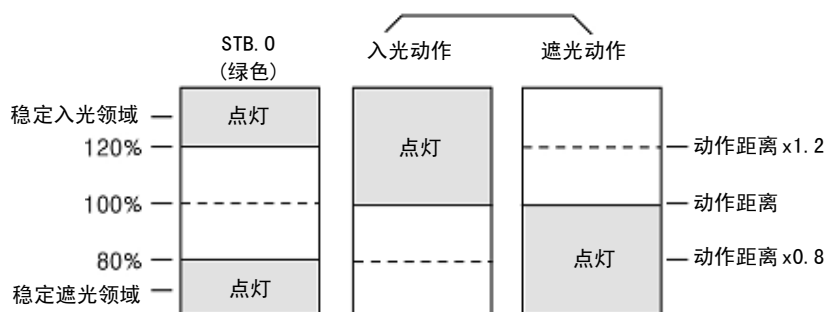 STB. O
(绿色)
入光动作
遮光动作
稳定入光领域
点灯
点灯
120%
动作距离x1.2
100%
动作距离
80%
动作距离x0.8
点灯
点灯
稳定遮光领域